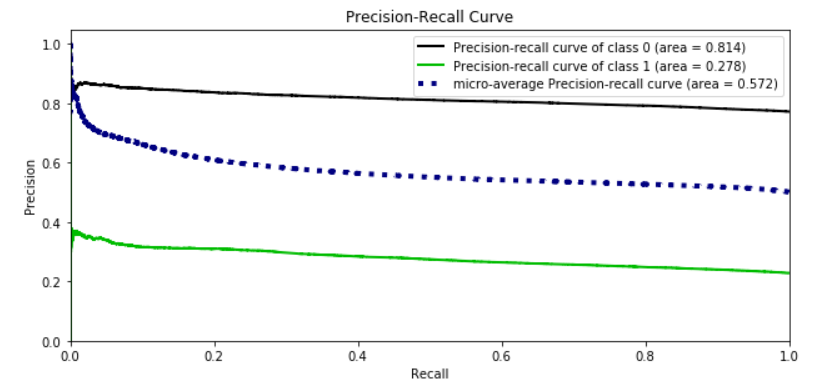 Precision-Recall Curve
1.0
0.8
0.6
0.4
0.2
0.0
Precision
Precision-recall curve of class 0 (area = 0.814)
Precision-recall curve of class 1 (area = 0.278)
micro-average Precision-recall curve (area = 0.572)
0.0 0.2 0.4 0.6 0.8 1.0
Recall